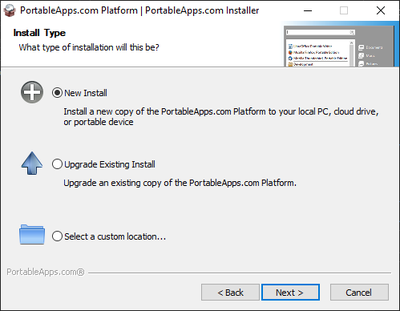 PortableApps.com Platform | PortableApps.com Installer
Install Type
What type of installation will this be?
New Install
Install a new copy of the PortableApps.com Platform to your local PC, cloud drive,
or portable device
Upgrade Existing Install
Upgrade an existing copy of the PortableApps.com Platform.
Select a custom location...
PortableApps.com®
< Back
Next >
Cancel